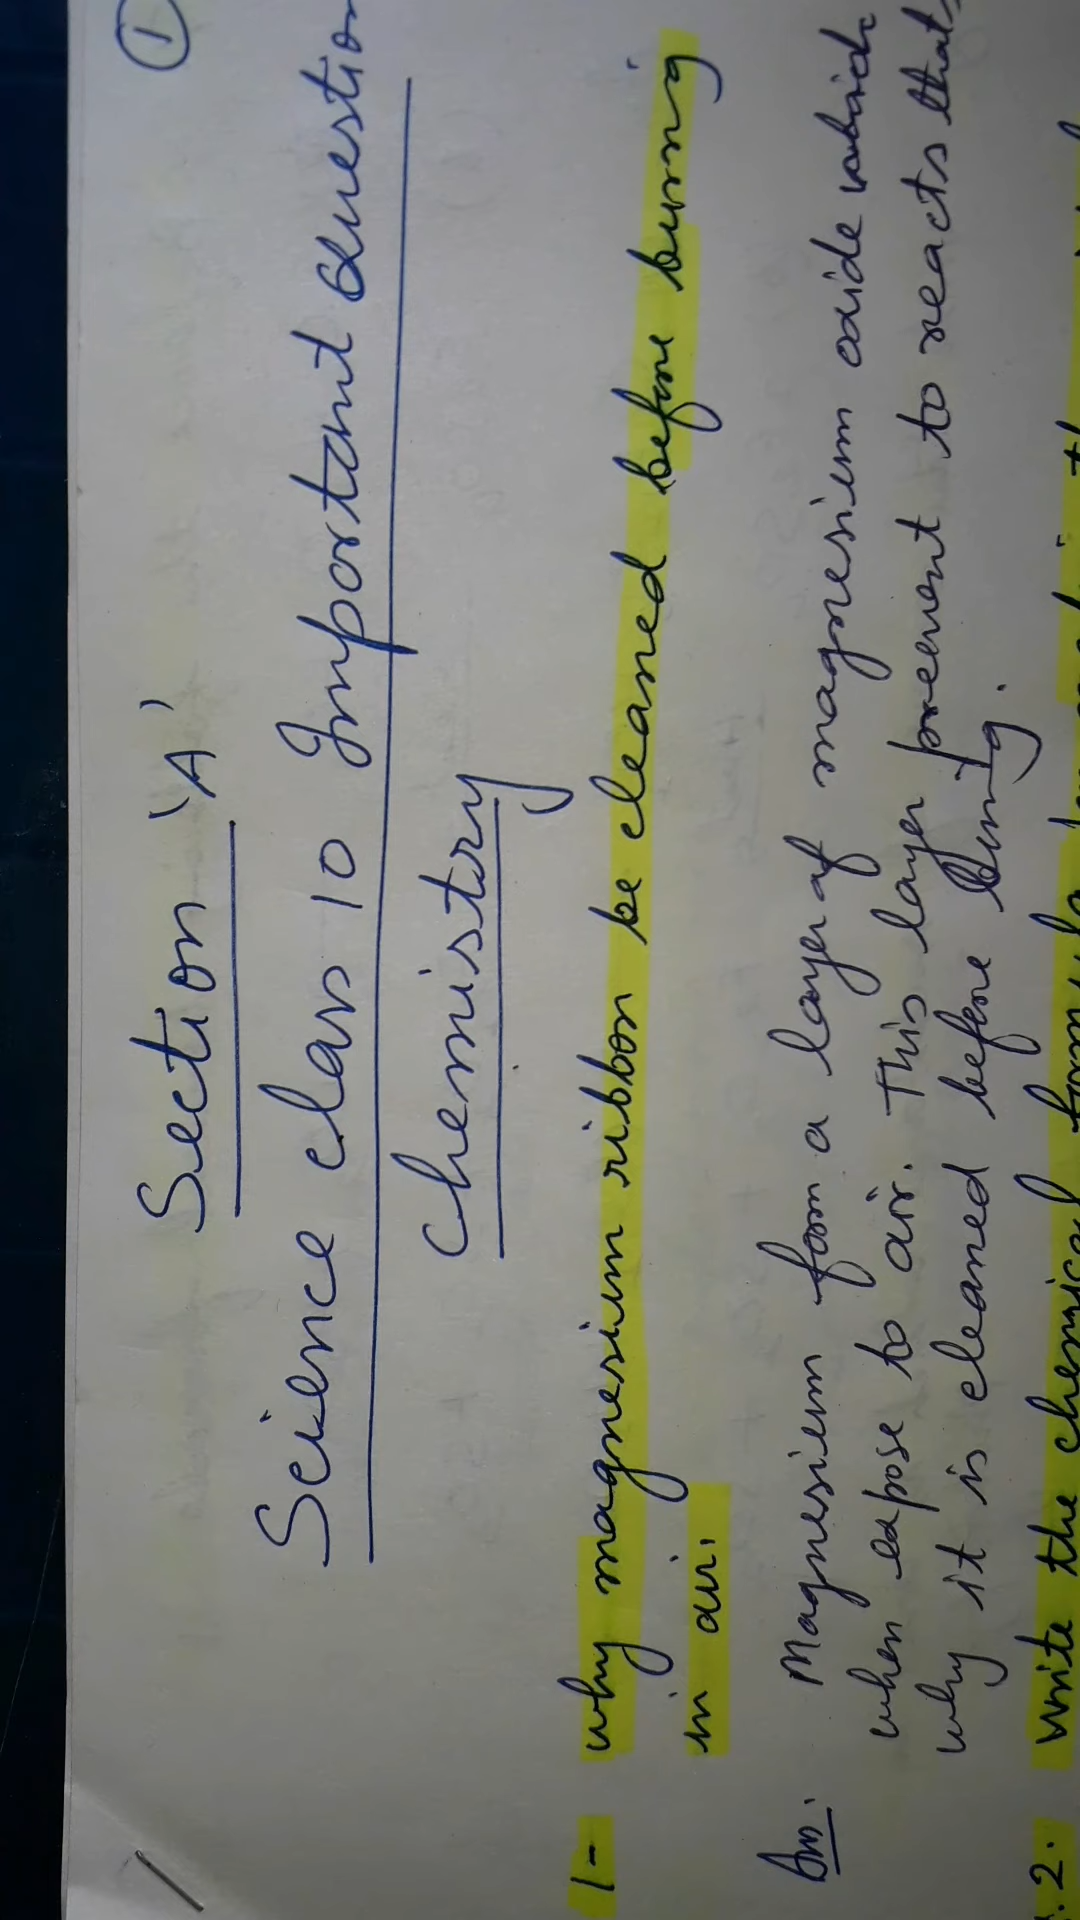 ①
Section 'A'
Science class 10 Important Question
Chemistry
1- why magnesium ribbon be cleaned before burning
in air.
Ans. Magnesium form a layer of magnesium oxide
when expose to air. This layer preevent to reacts that
why it is cleaned before burning.
2. write the chemical formula